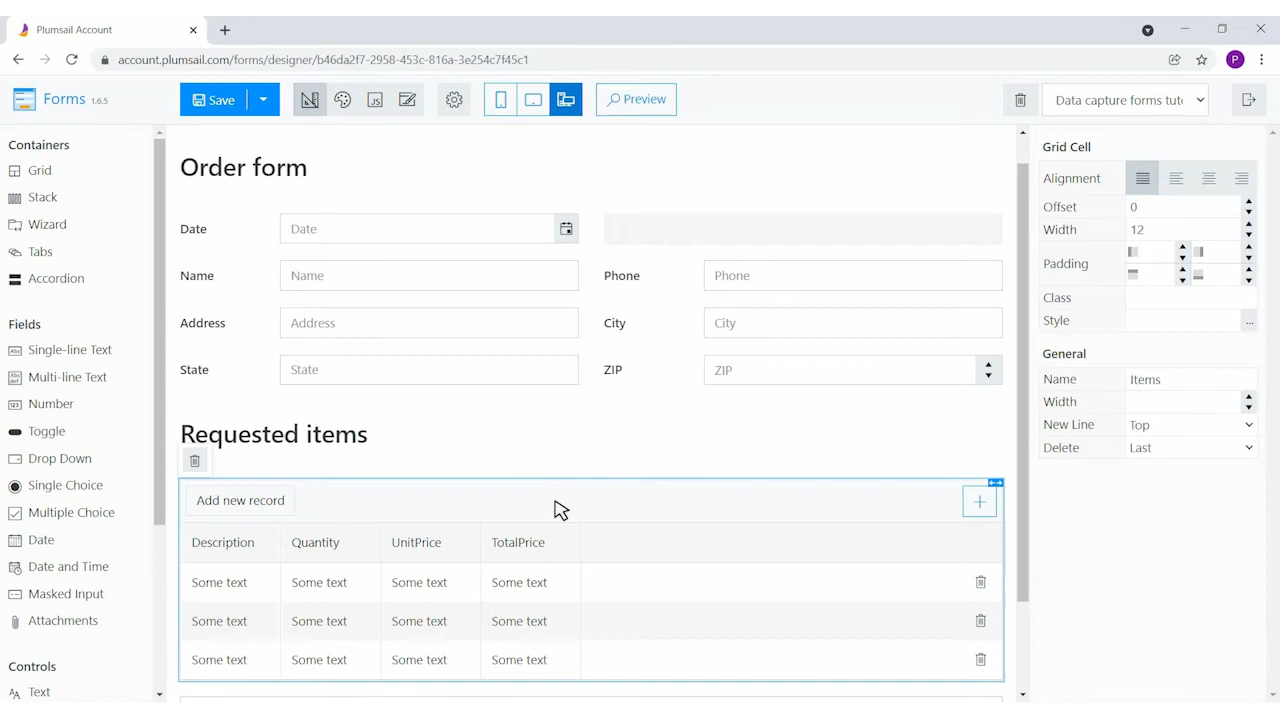 Plumsail Account
account.plumsail.com/forms/designer/b46da2f7-2958-453c-816a-3e254c7f45c1
P
Forms 1.6.5
Save
JS
Preview
Data capture forms tuto
Containers
Grid
Stack
Wizard
Tabs
Accordion
Fields
Single-line Text
Multi-line Text
Number
Toggle
Drop Down
Single Choice
Multiple Choice
Date
Date and Time
Masked Input
Attachments
Controls
Text
Order form
Date Date
Name Name Phone Phone
Address Address City City
State State ZIP ZIP
Requested items
Add new record
Description Quantity UnitPrice TotalPrice
Some text Some text Some text Some text
Some text Some text Some text Some text
Some text Some text Some text Some text
Grid Cell
Alignment
Offset 0
Width 12
Padding
Class
Style ...
General
Name Items
Width
New Line Top
Delete Last